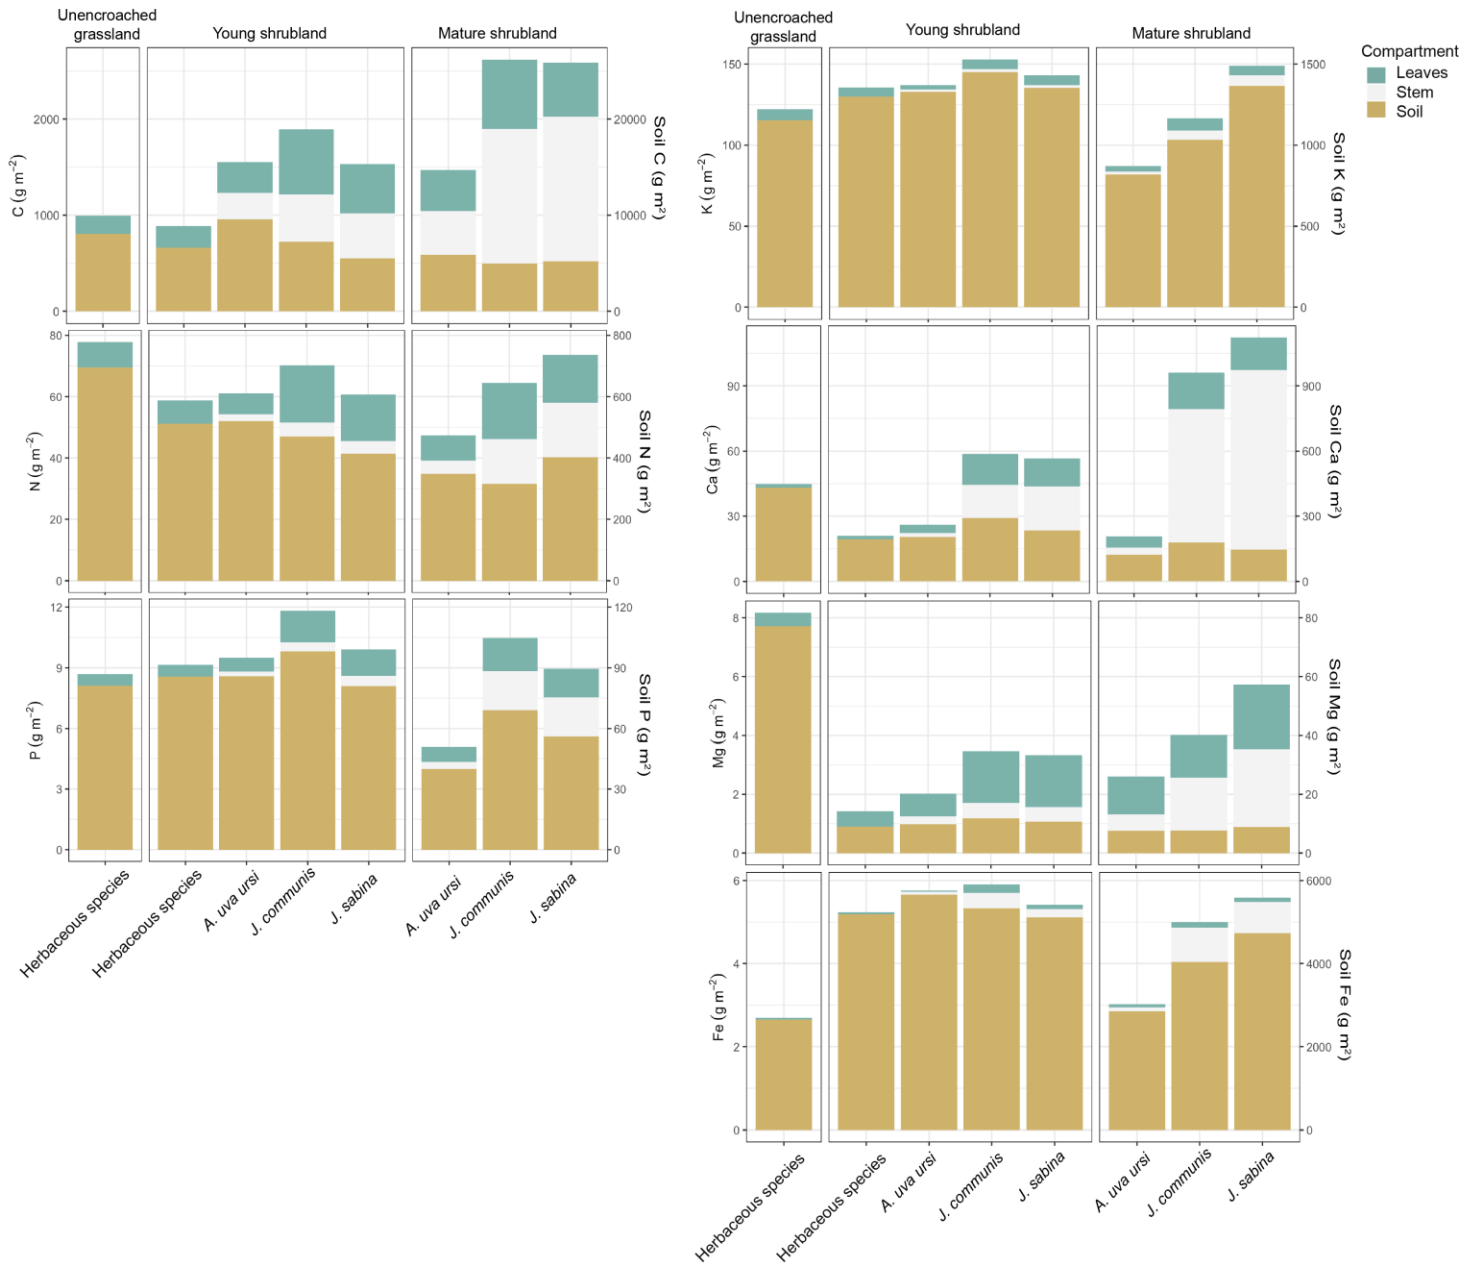 Unencroached
grassland
Young shrubland
Mature shrubland
C (g m−2)
2000
1000
0
20000
10000
0
Soil C (g m²)
N (g m−2)
80
60
40
20
0
800
600
400
200
0
Soil N (g m²)
P (g m−2)
12
9
6
3
0
120
90
60
30
0
Soil P (g m²)
Herbaceous species
Herbaceous species
A. uva ursi
J. communis
J. sabina
A. uva ursi
J. communis
J. sabina
Unencroached
grassland
Young shrubland
Mature shrubland
K (g m−2)
150
100
50
0
1500
1000
500
0
Soil K (g m²)
Ca (g m−2)
90
60
30
0
900
600
300
0
Soil Ca (g m²)
Mg (g m−2)
8
6
4
2
0
80
60
40
20
0
Soil Mg (g m²)
Fe (g m−2)
6
4
2
0
6000
4000
2000
0
Soil Fe (g m²)
Herbaceous species
Herbaceous species
A. uva ursi
J. communis
J. sabina
A. uva ursi
J. communis
J. sabina
Compartment
Leaves
Stem
Soil